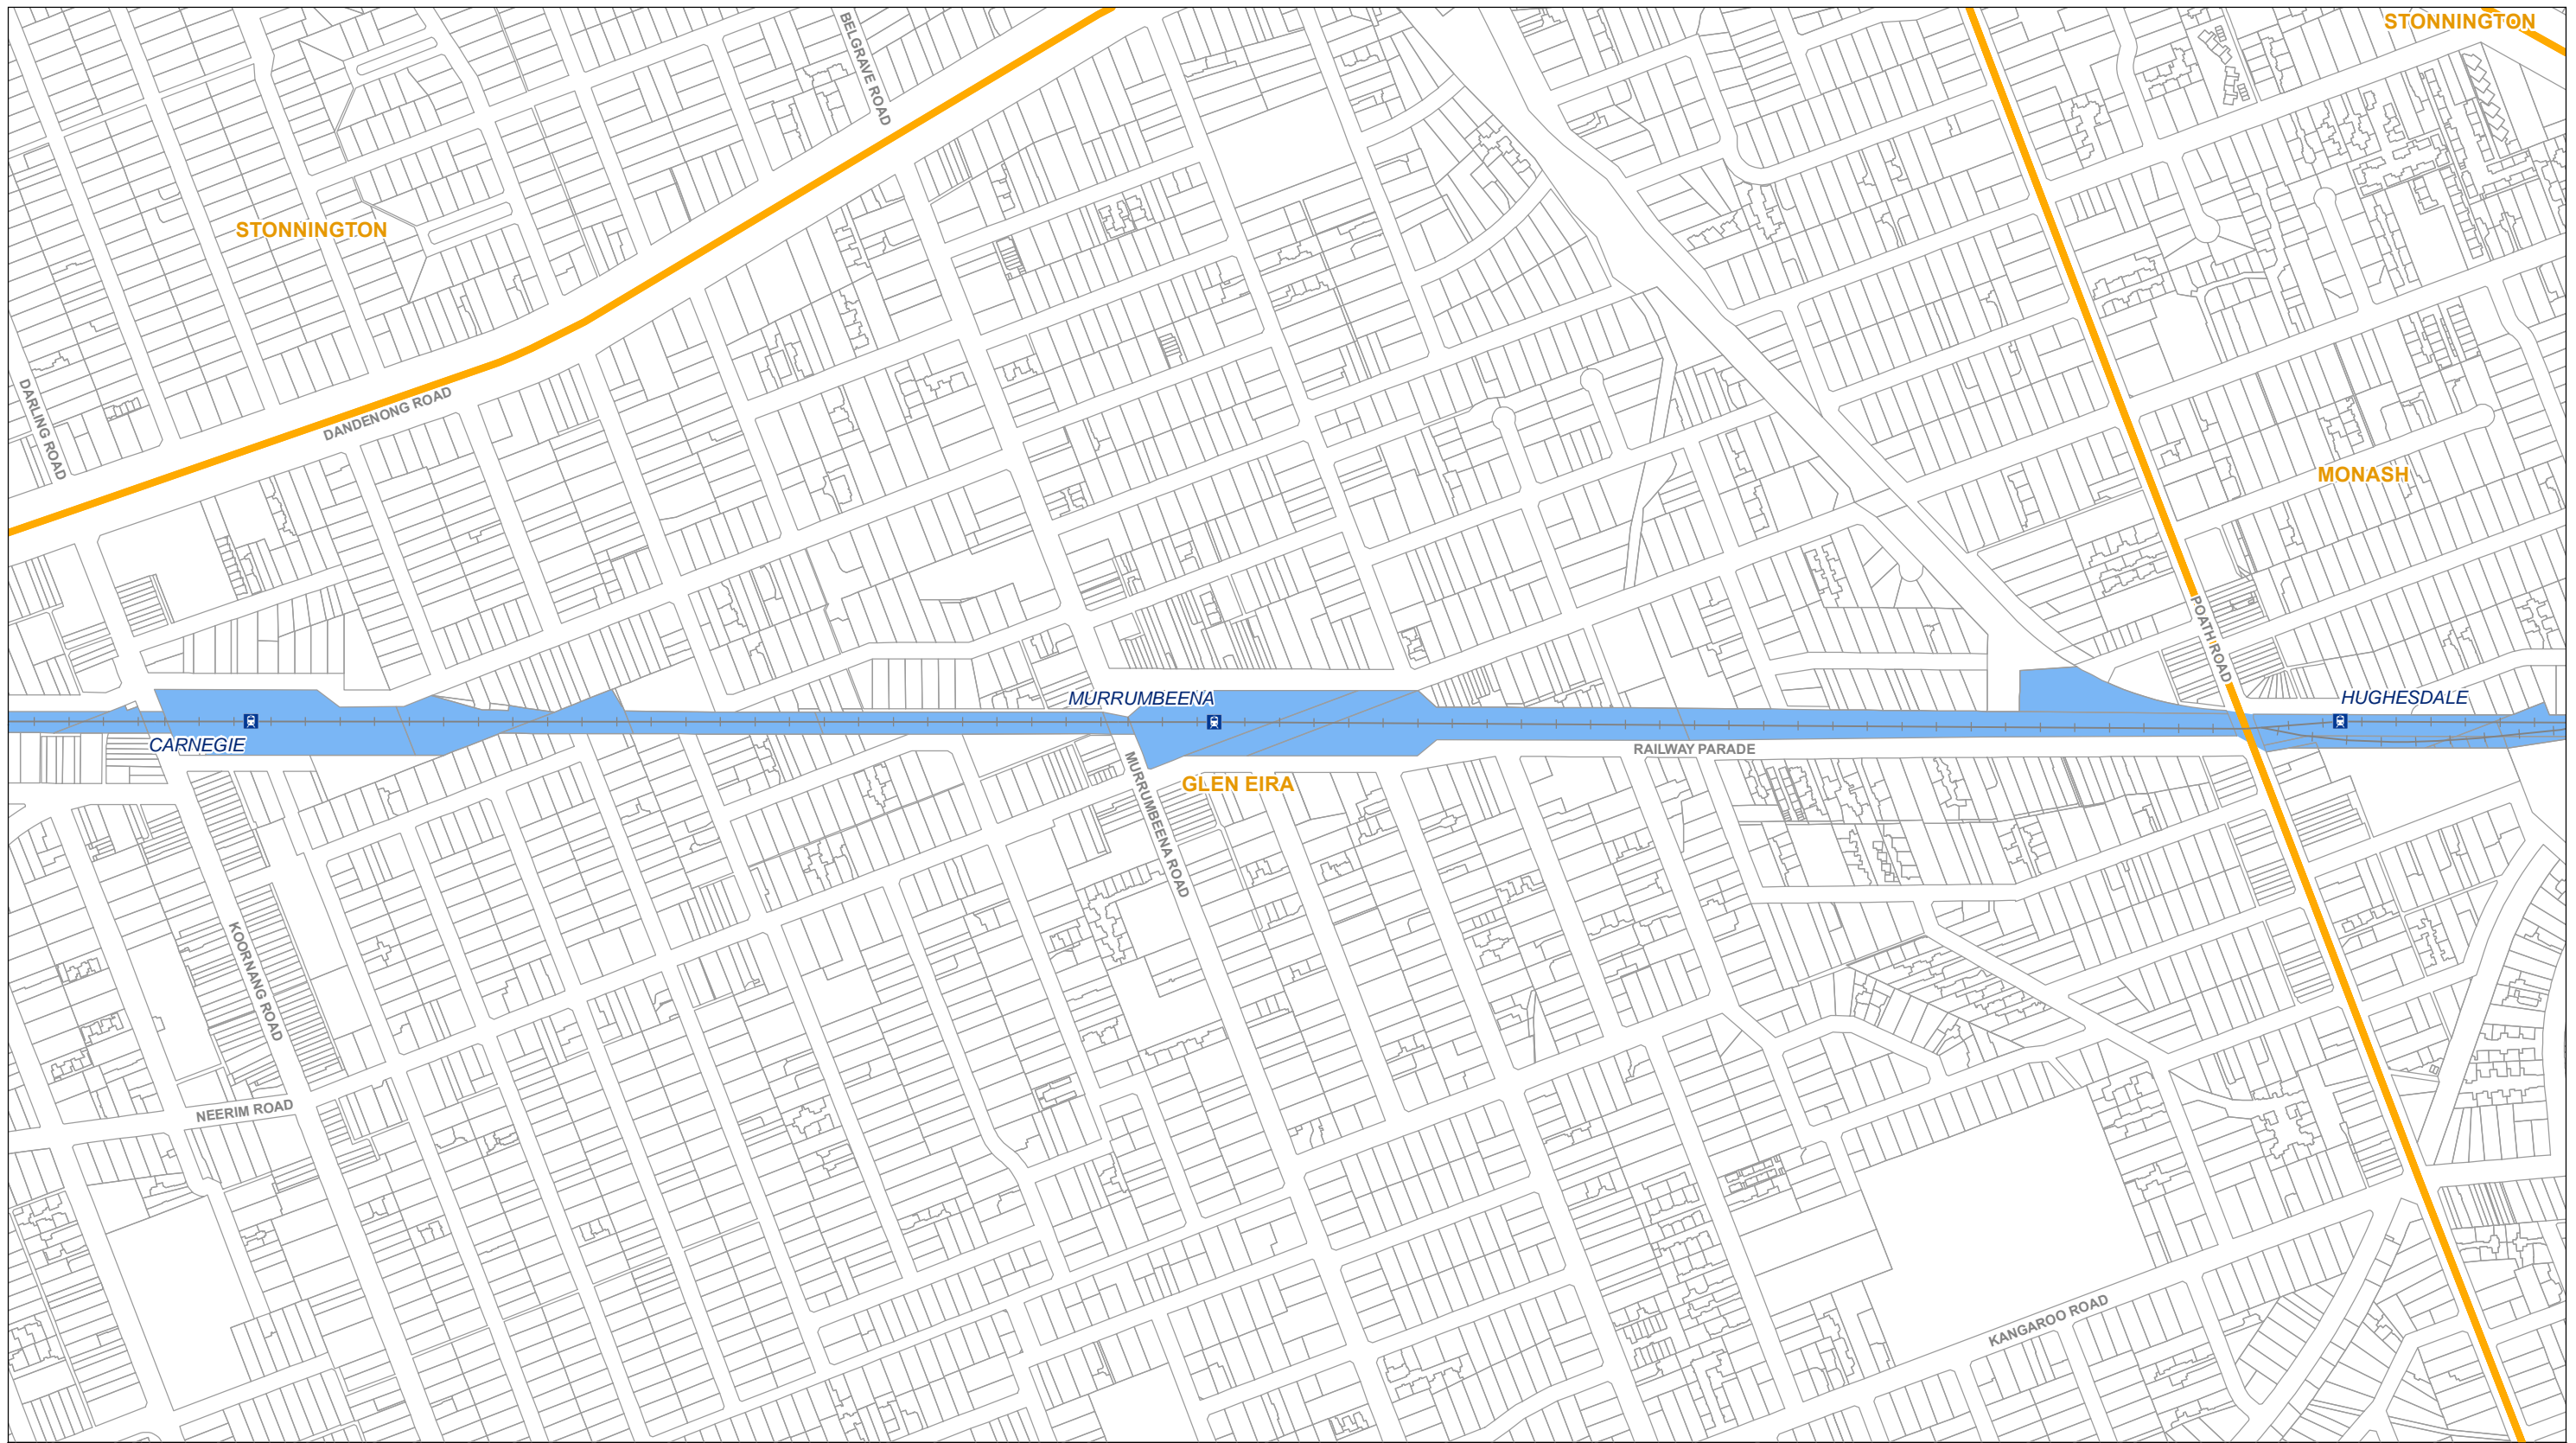 STONNINGTON
BELGRAVE ROAD
STONNINGTON
DARLING ROAD
DANDENONG ROAD
MONASH
POATH ROAD
MURRUMBEENA
HUGHESDALE
CARNEGIE
RAILWAY PARADE
GLEN EIRA
MURRUMBEENA ROAD
KOORNANG ROAD
NEERIM ROAD
KANGAROO ROAD